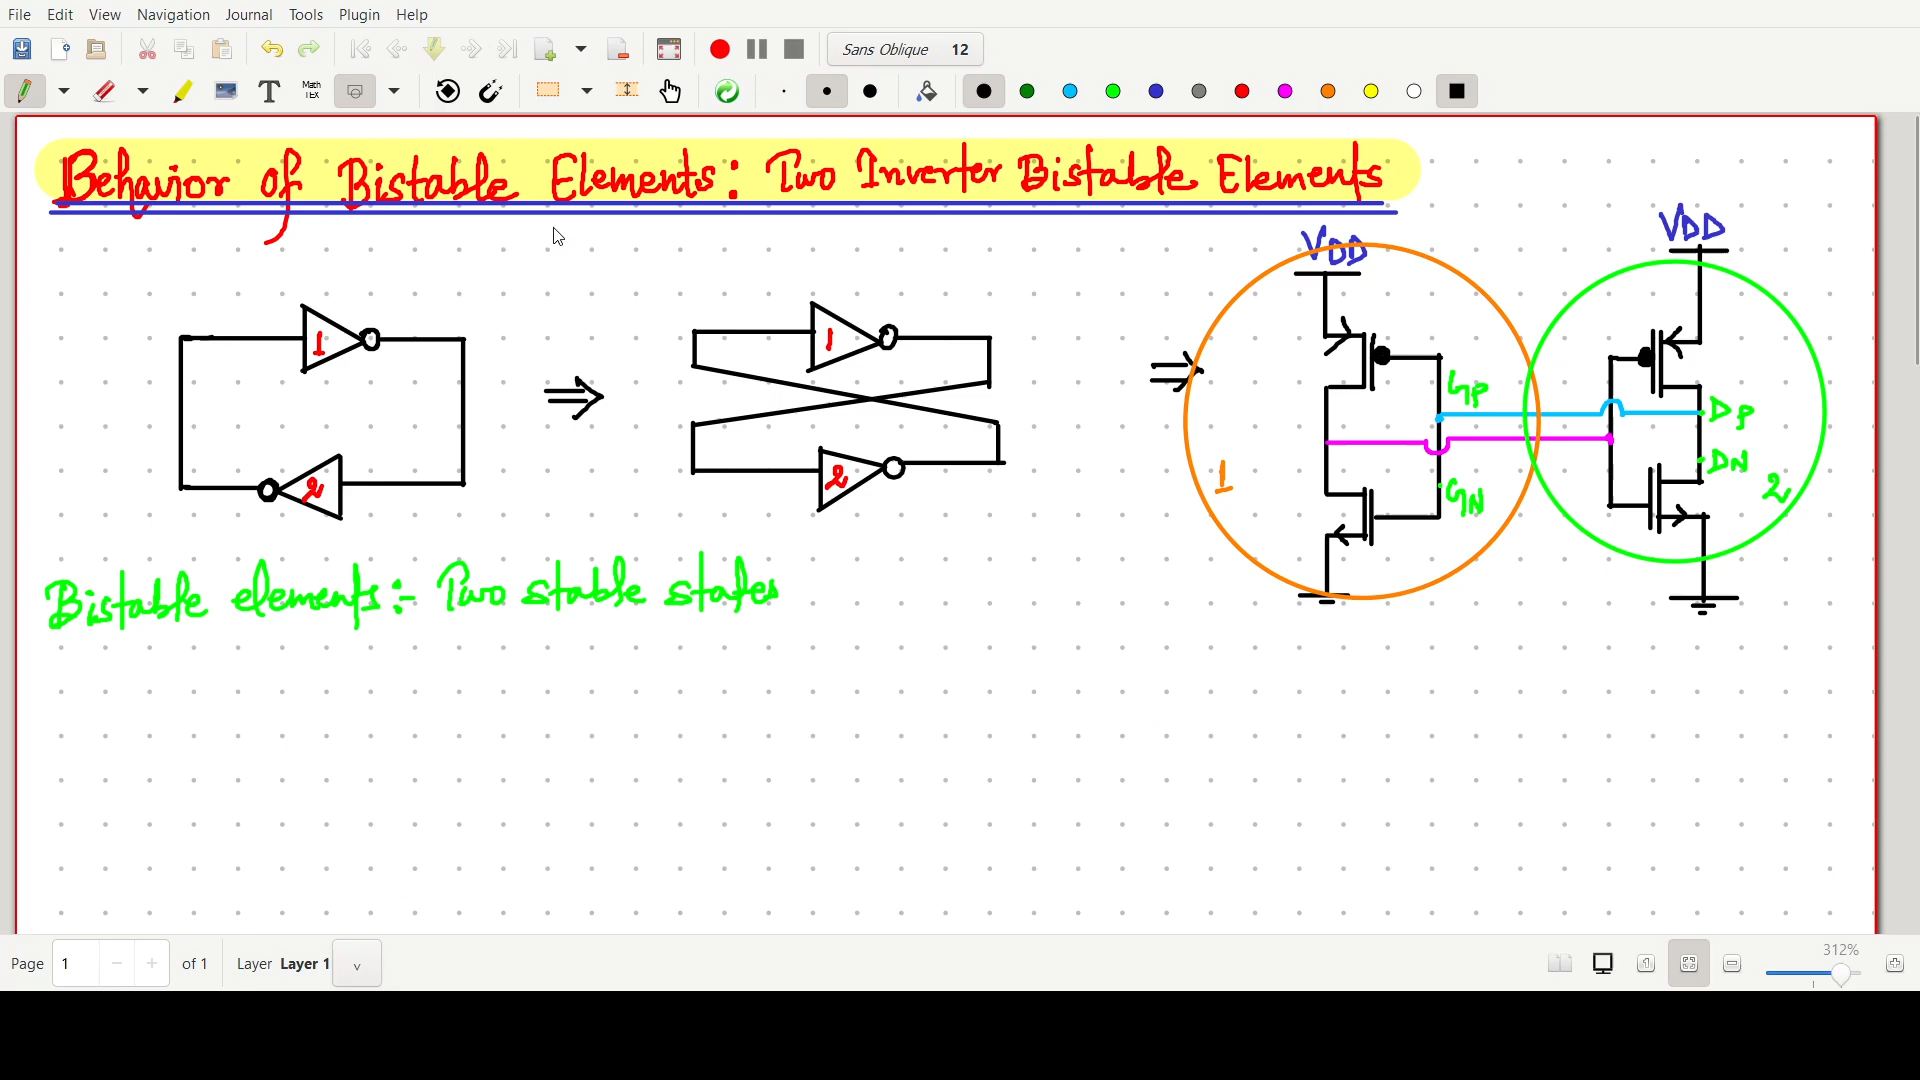 File Edit View Navigation Journal Tools Plugin Help
Sans Oblique 12
Math
TEX
Behavior of Bistable Elements: Two Inverter Bistable Elements
VDD
VDD
1
1
GP
DP
DN
2
2
1
GN
2
Bistable elements:- Two stable states
312%
Page 1 of 1 Layer Layer 1